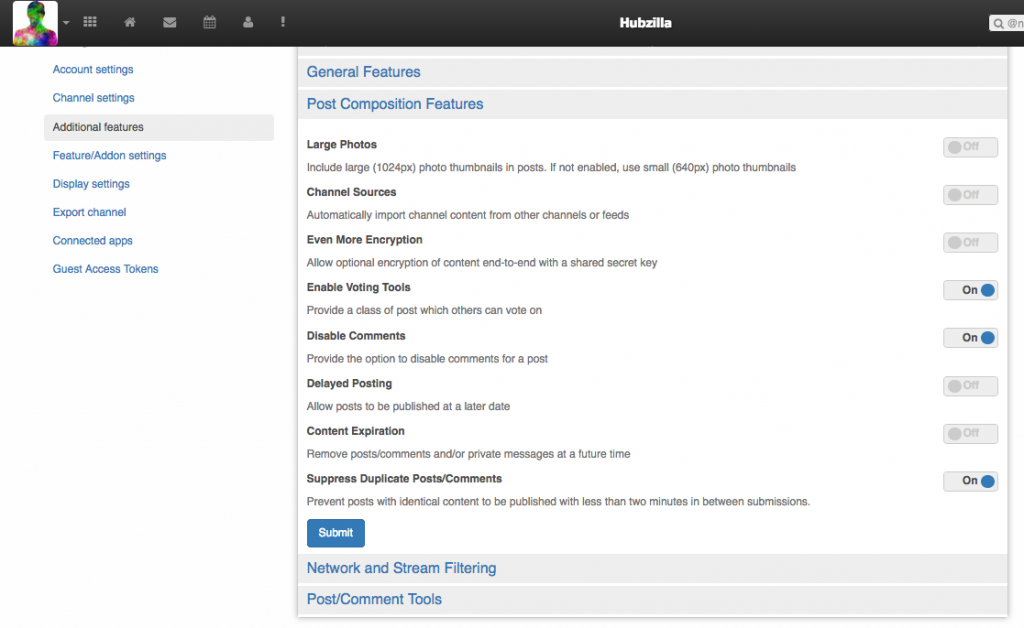 Hubzilla
@n
Account settings
Channel settings
Additional features
Feature/Addon settings
Display settings
Export channel
Connected apps
Guest Access Tokens
General Features
Post Composition Features
Large Photos
Off
Include large (1024px) photo thumbnails in posts. If not enabled, use small (640px) photo thumbnails
Channel Sources
Off
Automatically import channel content from other channels or feeds
Even More Encryption
Off
Allow optional encryption of content end-to-end with a shared secret key
Enable Voting Tools
On
Provide a class of post which others can vote on
Disable Comments
On
Provide the option to disable comments for a post
Delayed Posting
Off
Allow posts to be published at a later date
Content Expiration
Off
Remove posts/comments and/or private messages at a future time
Suppress Duplicate Posts/Comments
On
Prevent posts with identical content to be published with less than two minutes in between submissions.
Submit
Network and Stream Filtering
Post/Comment Tools